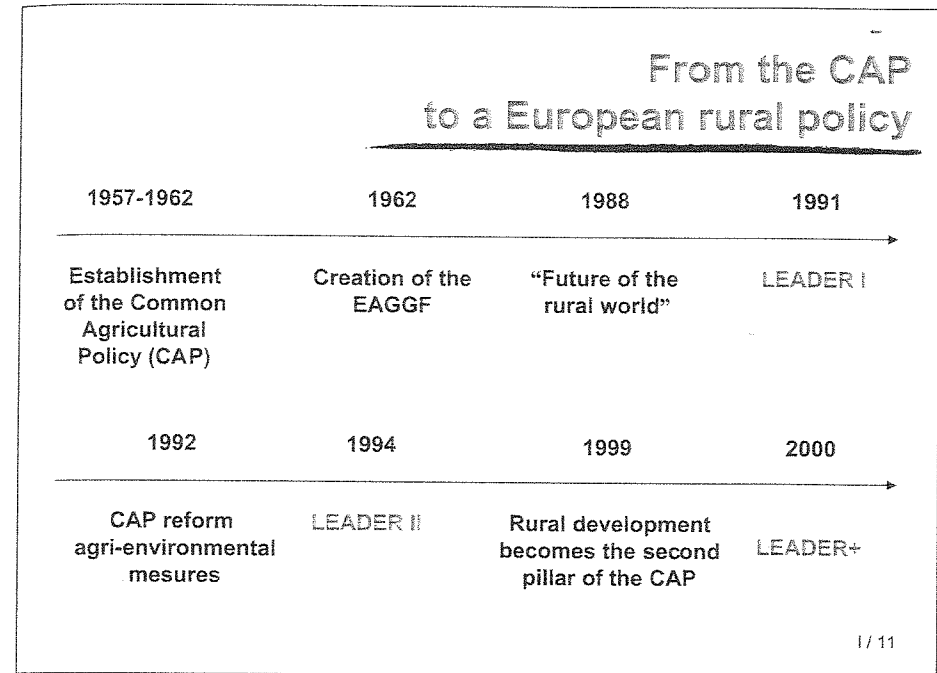 From the CAP
to a European rural policy
1957-1962 1962 1988 1991
Establishment
of the Common
Agricultural
Policy (CAP)
Creation of the
EAGGF
“Future of the
rural world”
LEADER I
1992 1994 1999 2000
CAP reform
agri-environmental
mesures
LEADER II
Rural development
becomes the second
pillar of the CAP
LEADER+
I / 11